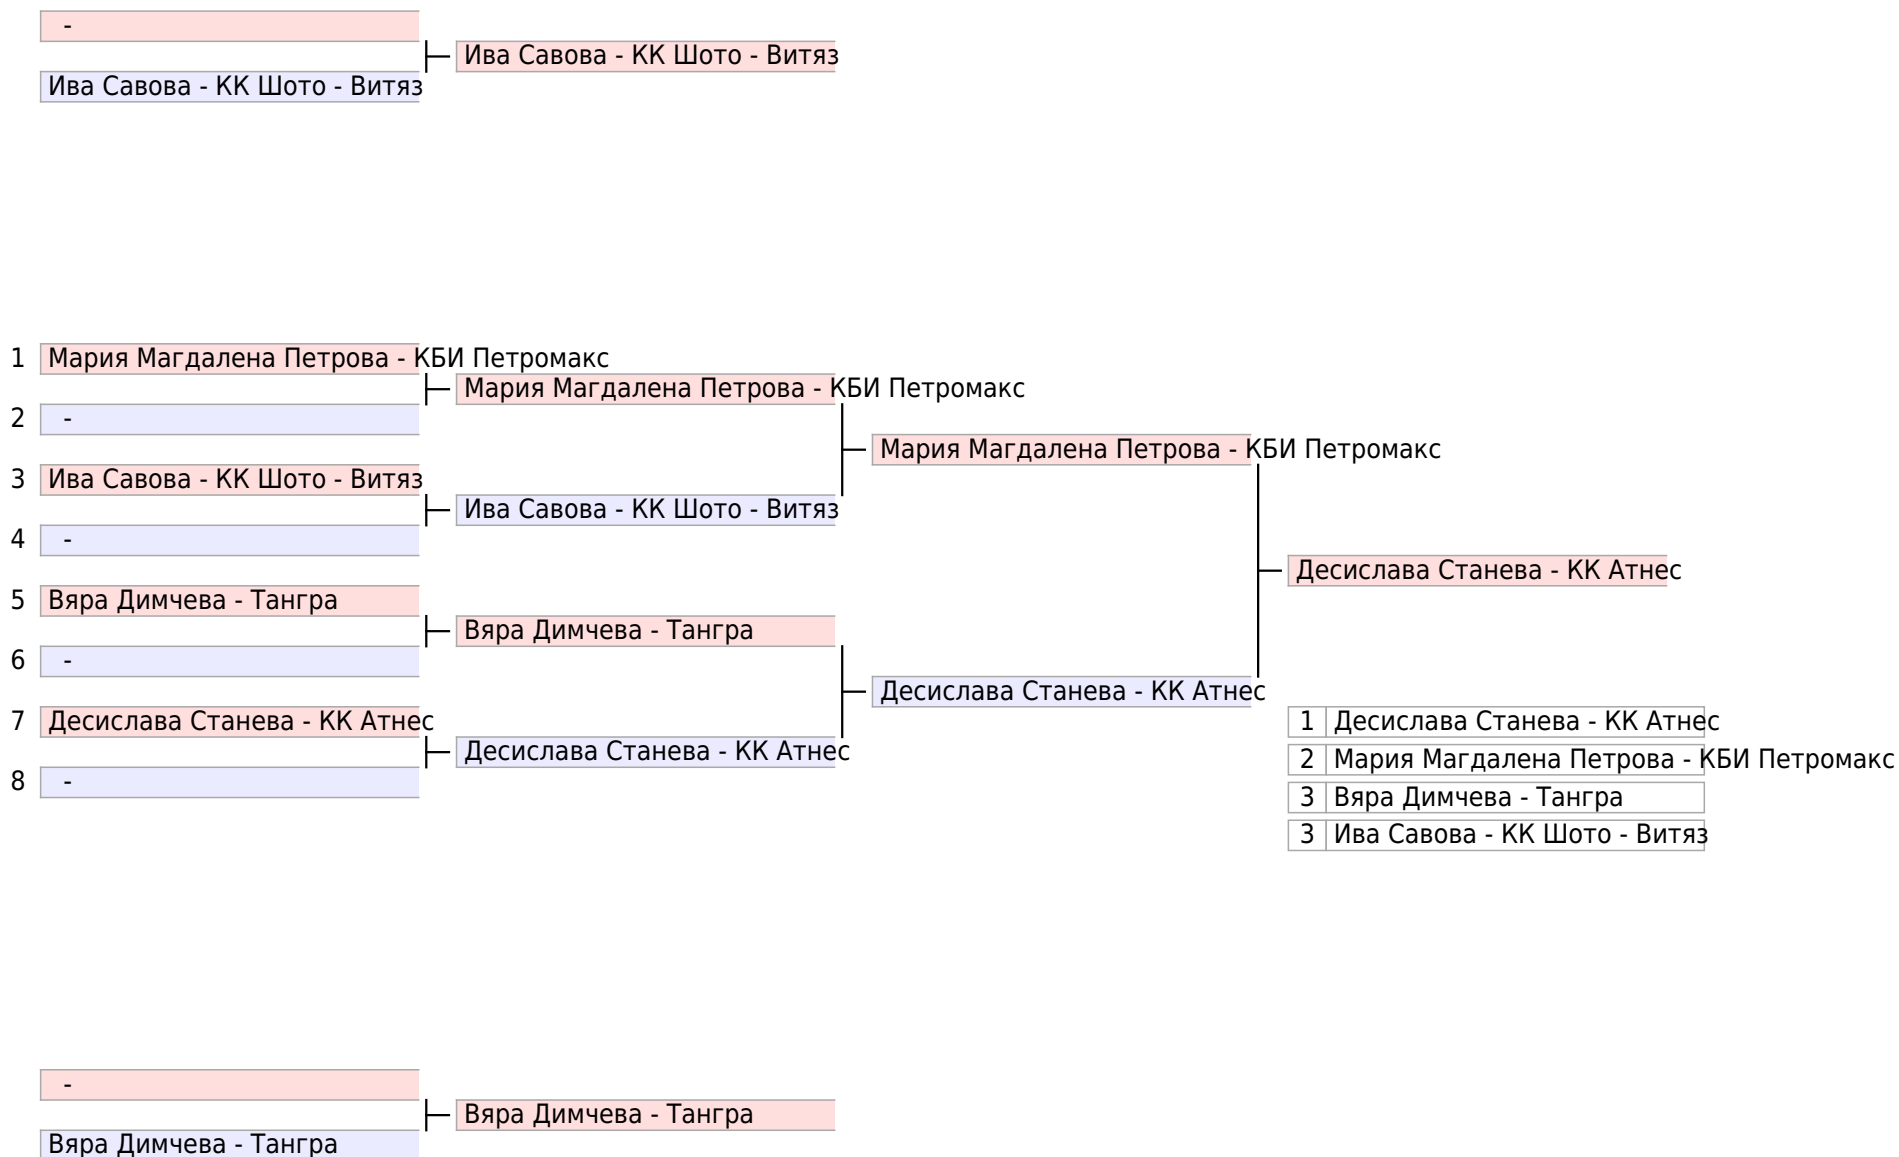 -
Ива Савова - КК Шото - Витяз
Ива Савова - КК Шото - Витяз
1 Мария Магдалена Петрова - КБИ Петромакс
Мария Магдалена Петрова - КБИ Петромакс
2 -
Мария Магдалена Петрова - КБИ Петромакс
3 Ива Савова - КК Шото - Витяз
Ива Савова - КК Шото - Витяз
4 -
Десислава Станева - КК Атнес
5 Вяра Димчева - Тангра
Вяра Димчева - Тангра
6 -
Десислава Станева - КК Атнес
7 Десислава Станева - КК Атнес
Десислава Станева - КК Атнес
8 -
1 Десислава Станева - КК Атнес
2 Мария Магдалена Петрова - КБИ Петромакс
3 Вяра Димчева - Тангра
3 Ива Савова - КК Шото - Витяз
-
Вяра Димчева - Тангра
Вяра Димчева - Тангра